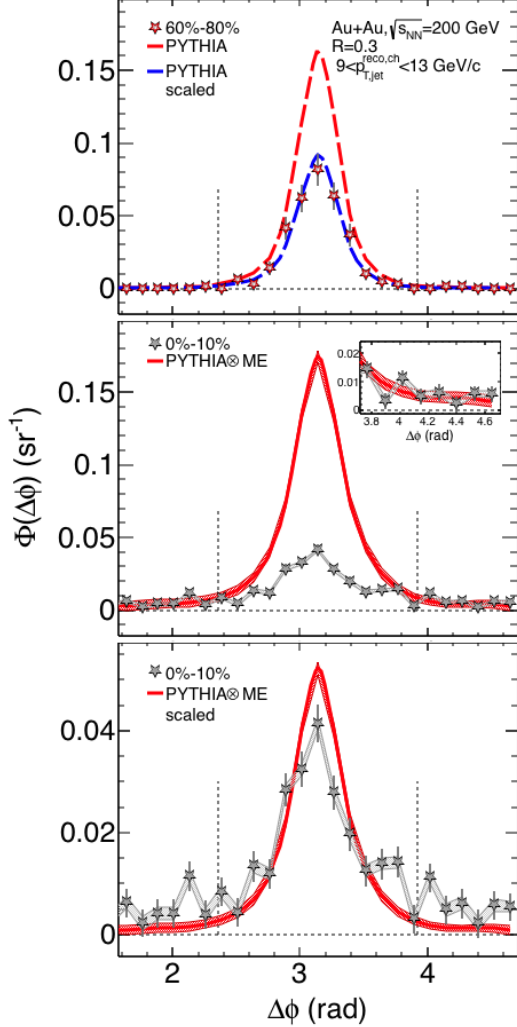 60%-80%
PYTHIA
PYTHIA
scaled
Au+Au, √sNN=200 GeV
R=0.3
9<p_T,jet^reco,ch<13 GeV/c
0.15
0.1
0.05
0
0%-10%
PYTHIA⊗ME
0.02
0.01
0
3.8 4 4.2 4.4 4.6
Δϕ (rad)
0.15
0.1
0.05
0
Φ(Δϕ) (sr⁻¹)
0%-10%
PYTHIA⊗ME
scaled
0.04
0.02
0
2 3 4
Δϕ (rad)